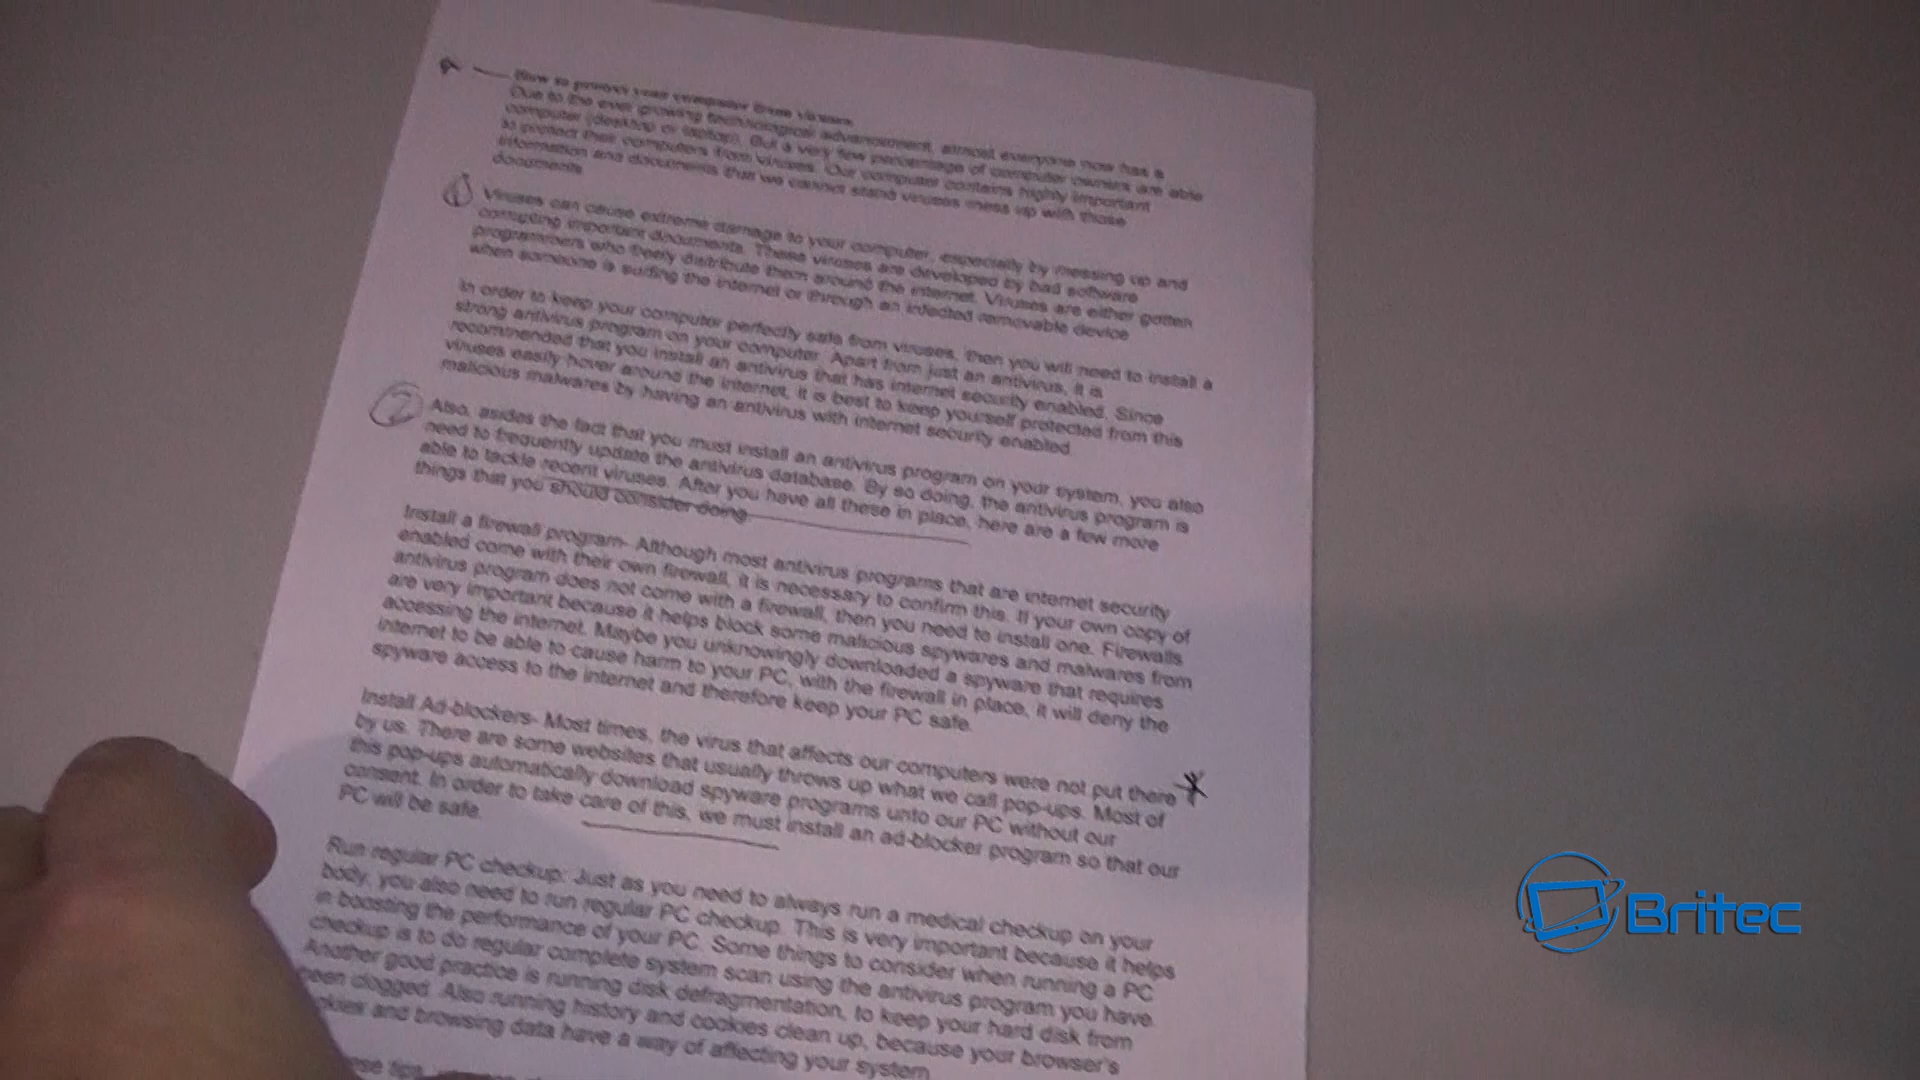 How to protect your computer from viruses
Due to the ever growing technological advancement, almost everyone now has a
computer (desktop or laptop). But a very few percentage of computer owners are able
to protect their computers from viruses. Our computer contains highly important
information and documents that we cannot stand viruses mess up with those
documents
1 Viruses can cause extreme damage to your computer, especially by messing up and
corrupting important documents. These viruses are developed by bad software
programmers who freely distribute them around the internet. Viruses are either gotten
when someone is surfing the internet or through an infected removable device
In order to keep your computer perfectly safe from viruses, then you will need to install a
strong antivirus program on your computer. Apart from just an antivirus, it is
recommended that you install an antivirus that has internet security enabled. Since
viruses easily hover around the internet, it is best to keep yourself protected from this
malicious malwares by having an antivirus with internet security enabled.
2 Also, asides the fact that you must install an antivirus program on your system, you also
need to frequently update the antivirus database. By so doing, the antivirus program is
able to tackle recent viruses. After you have all these in place, here are a few more
things that you should consider doing.
Install a firewall program- Although most antivirus programs that are internet security
enabled come with their own firewall, it is necessary to confirm this. If your own copy of
antivirus program does not come with a firewall, then you need to install one. Firewalls
are very important because it helps block some malicious spywares and malwares from
accessing the internet. Maybe you unknowingly downloaded a spyware that requires
internet to be able to cause harm to your PC, with the firewall in place, it will deny the
spyware access to the internet and therefore keep your PC safe.
Install Ad-blockers- Most times, the virus that affects our computers were not put there
by us. There are some websites that usually throws up what we call pop-ups. Most of
this pop-ups automatically download spyware programs unto our PC without our
consent. In order to take care of this, we must install an ad-blocker program so that our
PC will be safe.
Run regular PC checkup: Just as you need to always run a medical checkup on your
body, you also need to run regular PC checkup. This is very important because it helps
in boosting the performance of your PC. Some things to consider when running a PC
checkup is to do regular complete system scan using the antivirus program you have.
Another good practice is running disk defragmentation, to keep your hard disk from
been clogged. Also running history and cookies clean up, because your browser's
and browsing data have a way of affecting your system
tips,
Britec